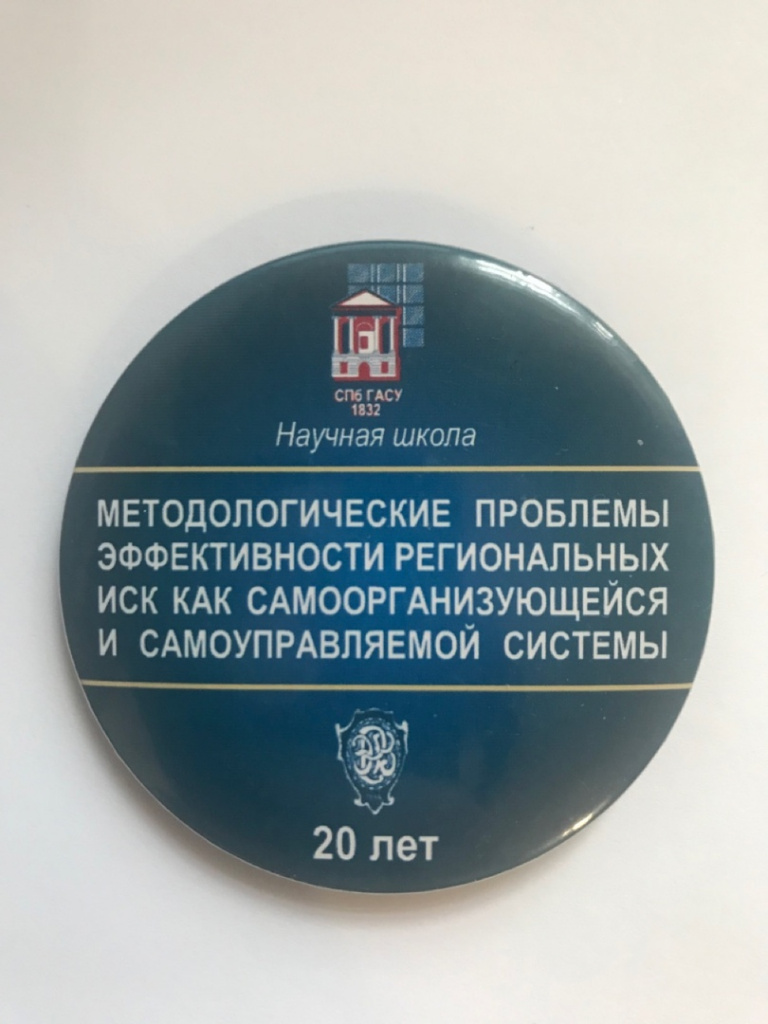 СПб ГАСУ
1832
Научная школа
МЕТОДОЛОГИЧЕСКИЕ ПРОБЛЕМЫ
ЭФФЕКТИВНОСТИ РЕГИОНАЛЬНЫХ
ИСК КАК САМООРГАНИЗУЮЩЕЙСЯ
И САМОУПРАВЛЯЕМОЙ СИСТЕМЫ
20 лет